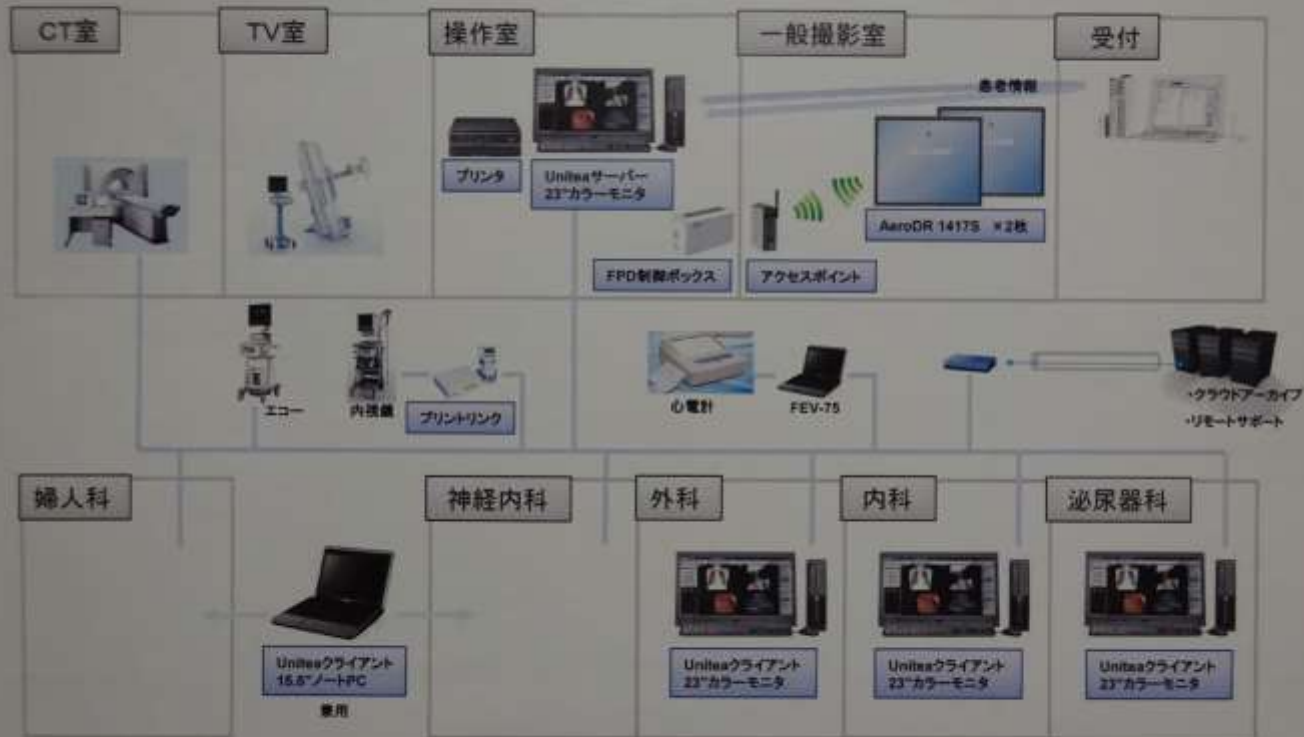 CT室
TV室
操作室
一般撮影室
受付
患者情報
プリンタ
Uniteaサーバー
23"カラーモニタ
AeroDR 1417S ×2枚
FPD制御ボックス
アクセスポイント
エコー
内視鏡
プリントリンク
心電計
FEV-75
・クラウドアーカイブ
・リモートサポート
婦人科
神経内科
外科
内科
泌尿器科
Uniteaクライアント
15.6"ノートPC
兼用
Uniteaクライアント
23"カラーモニタ
Uniteaクライアント
23"カラーモニタ
Uniteaクライアント
23"カラーモニタ